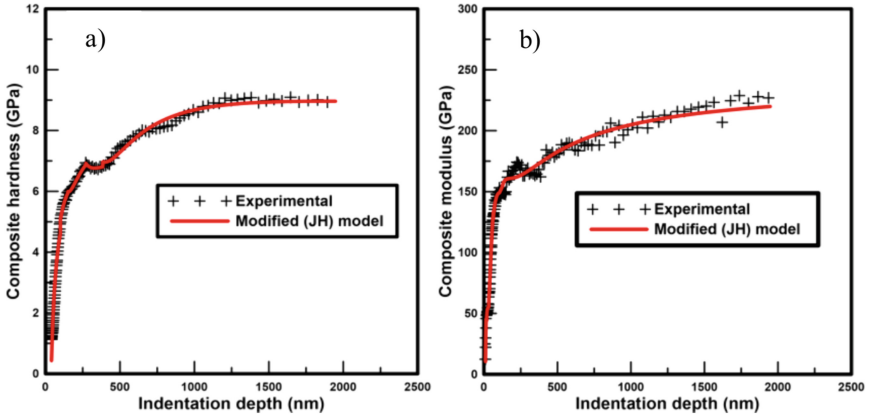 a)
Composite hardness (GPa)
12
10
8
6
4
2
0
Experimental
Modified (JH) model
0
500
1000
1500
2000
2500
Indentation depth (nm)
b)
Composite modulus (GPa)
300
250
200
150
100
50
0
Experimental
Modified (JH) model
0
500
1000
1500
2000
2500
Indentation depth (nm)